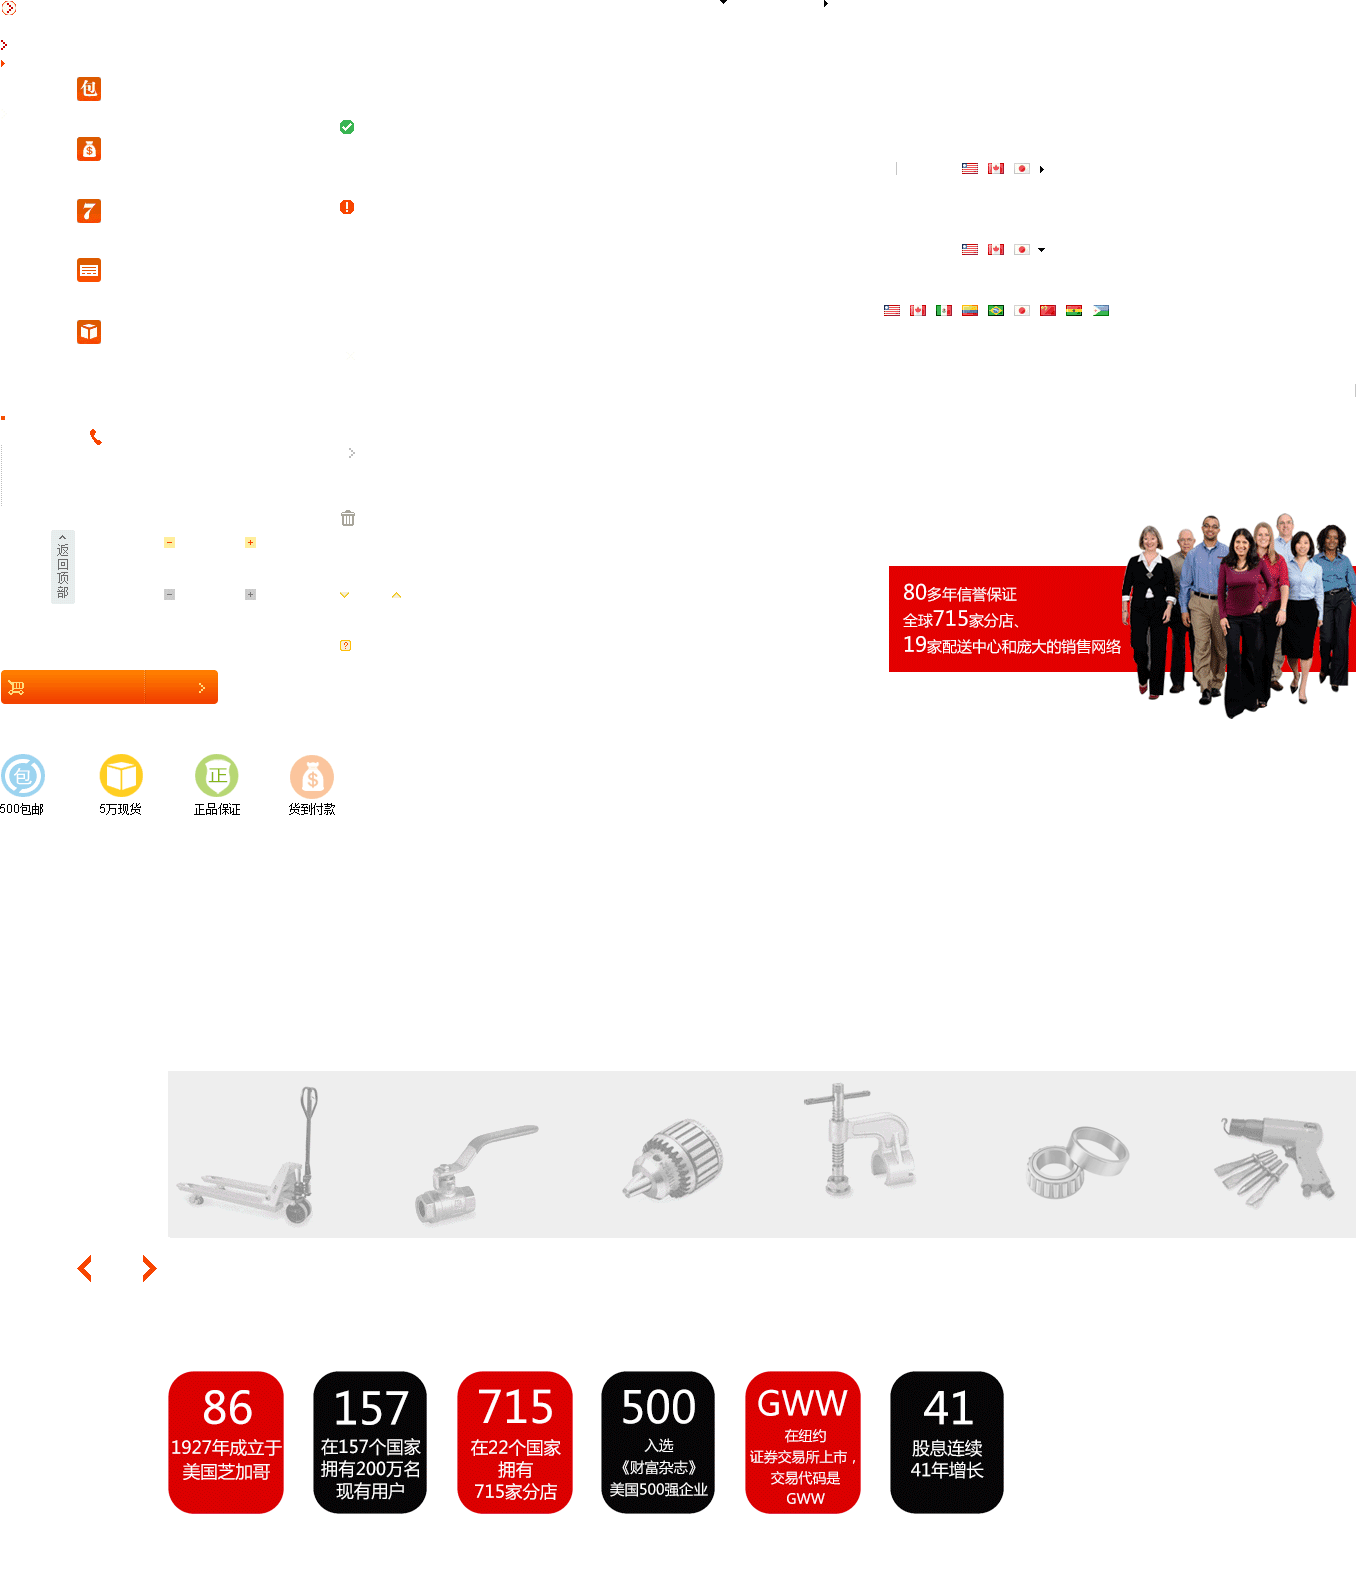 包
$
7
返回顶部
80多年信誉保证
全球715家分店、
19家配送中心和庞大的销售网络
包
正
$
500包邮
5万现货
正品保证
货到付款
86
1927年成立于
美国芝加哥
157
在157个国家
拥有200万名
现有用户
715
在22个国家
拥有
715家分店
500
入选
《财富杂志》
美国500强企业
GWW
在纽约
证券交易所上市，
交易代码是
GWW
41
股息连续
41年增长